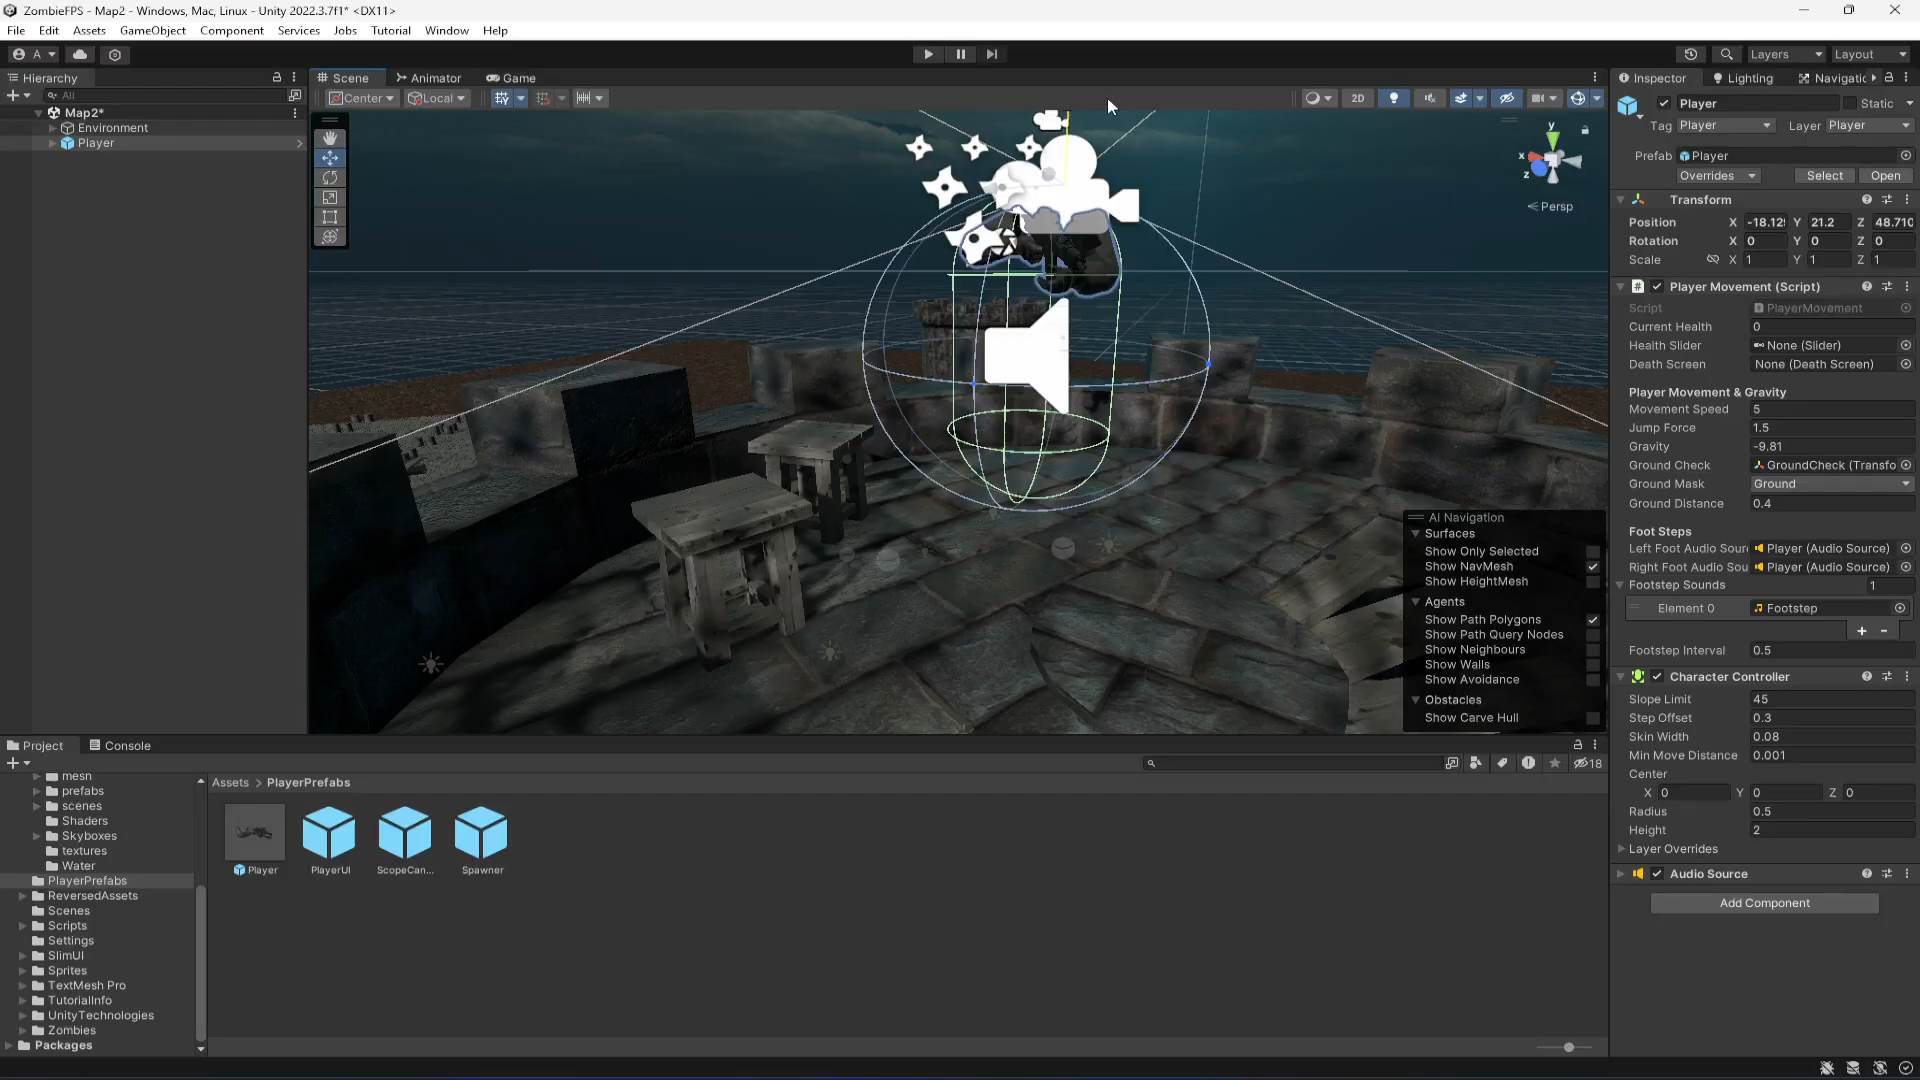 ZombieFPS - Map2 - Windows, Mac, Linux - Unity 2022.3.7f1* <DX11>
File Edit Assets GameObject Component Services Jobs Tutorial Window Help
A
Layers Layout
Hierarchy
Scene Animator Game
Inspector Lighting Navigatic
All
Center Local
2D
Map2*
Environment
Player
Player Static
Tag Player Layer Player
Prefab Player
Overrides Select Open
y
x
z
Persp
Transform
Position X -18.12 Y 21.2 Z 48.710
Rotation X 0 Y 0 Z 0
Scale X 1 Y 1 Z 1
Player Movement (Script)
Script PlayerMovement
Current Health 0
Health Slider None (Slider)
Death Screen None (Death Screen)
Player Movement & Gravity
Movement Speed 5
Jump Force 1.5
Gravity -9.81
Ground Check GroundCheck (Transfo
Ground Mask Ground
Ground Distance 0.4
Foot Steps
Left Foot Audio Sour Player (Audio Source)
Right Foot Audio Sou Player (Audio Source)
Footstep Sounds 1
Element 0 Footstep
+ -
Footstep Interval 0.5
Character Controller
Slope Limit 45
Step Offset 0.3
Skin Width 0.08
Min Move Distance 0.001
Center
X 0 Y 0 Z 0
Radius 0.5
Height 2
Layer Overrides
Audio Source
Add Component
AI Navigation
Surfaces
Show Only Selected
Show NavMesh
Show HeightMesh
Agents
Show Path Polygons
Show Path Query Nodes
Show Neighbours
Show Walls
Show Avoidance
Obstacles
Show Carve Hull
Project Console
18
mesh
prefabs
scenes
Shaders
Skyboxes
textures
Water
PlayerPrefabs
ReversedAssets
Scenes
Scripts
Settings
SlimUI
Sprites
TextMesh Pro
TutorialInfo
UnityTechnologies
Zombies
Packages
Assets > PlayerPrefabs
Player PlayerUI ScopeCan... Spawner